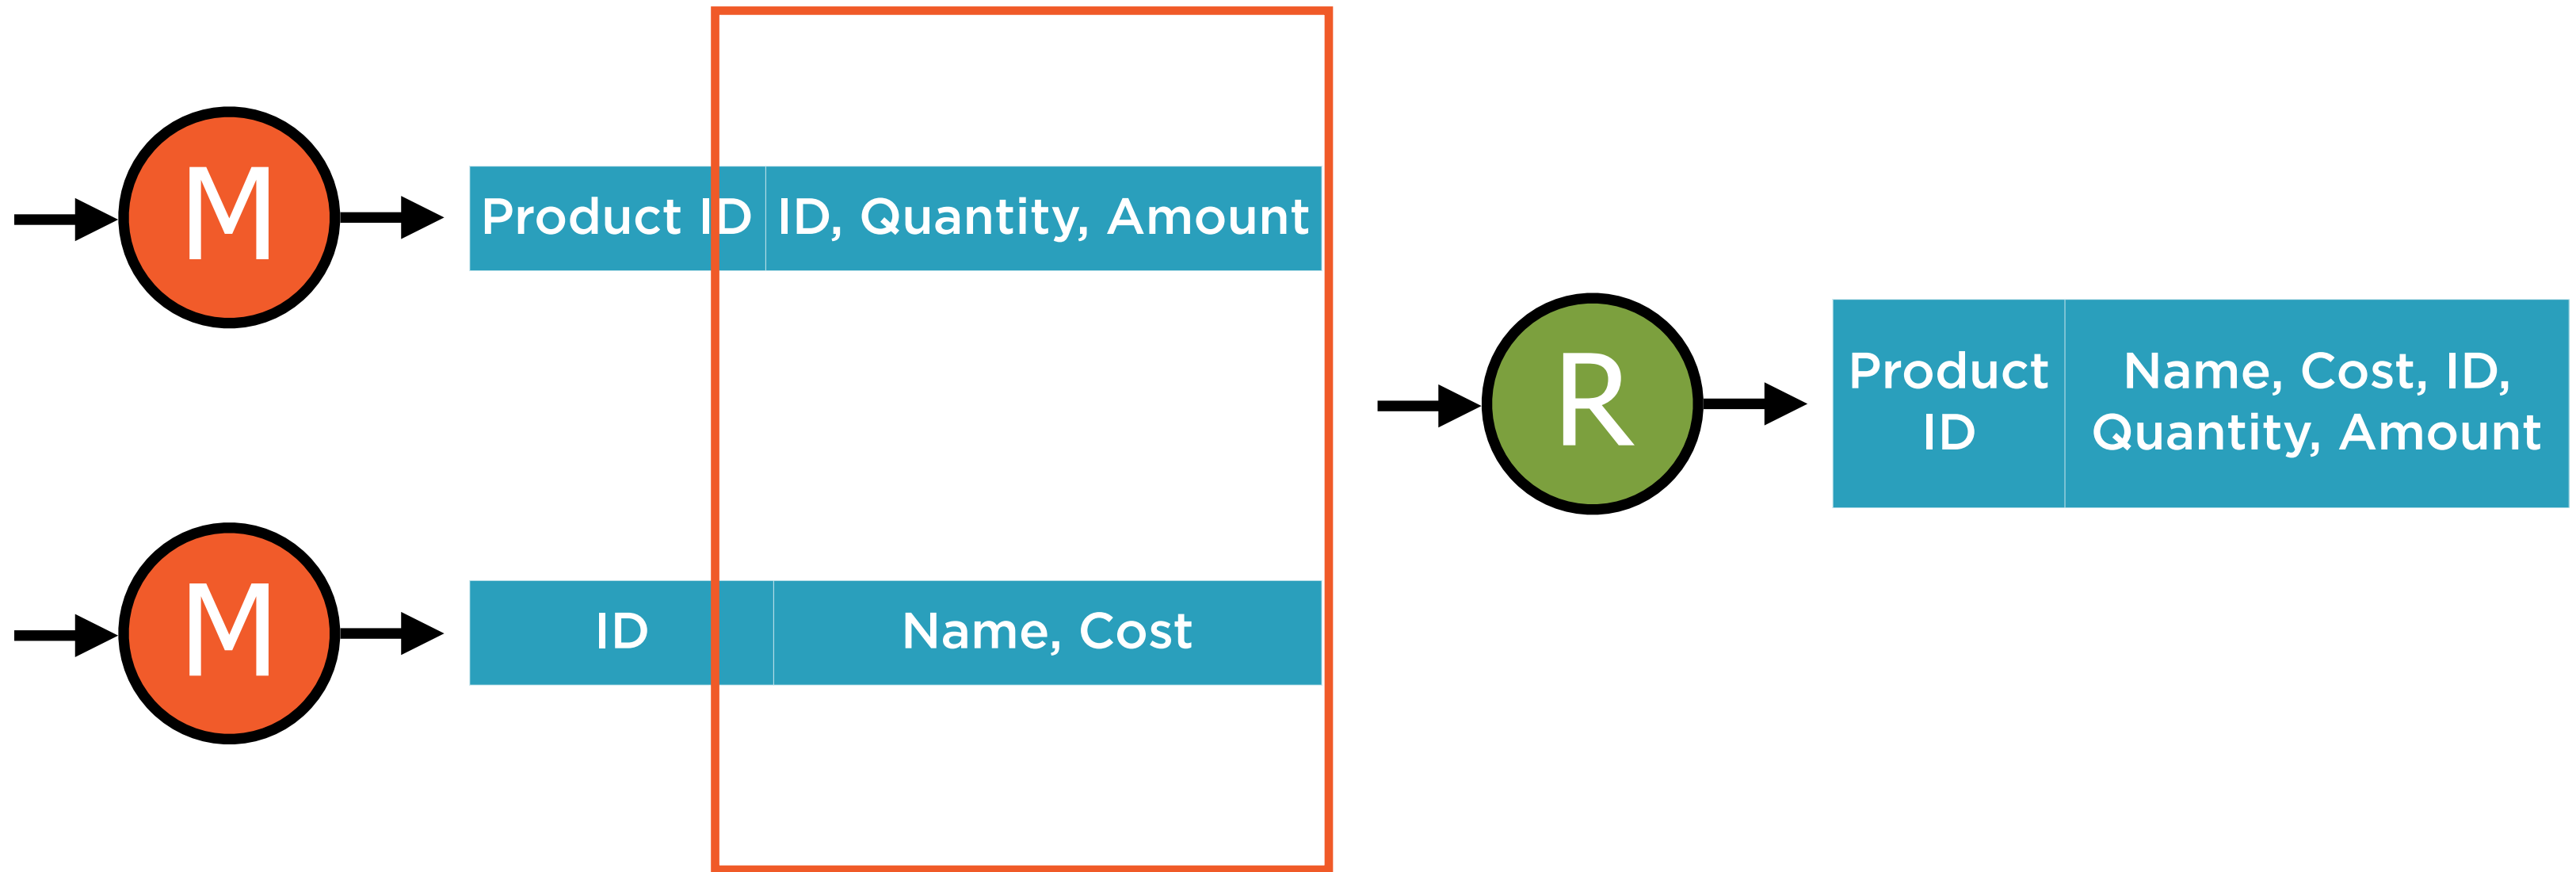 M
Product ID
ID, Quantity, Amount
M
ID
Name, Cost
R
Product
ID
Name, Cost, ID,
Quantity, Amount